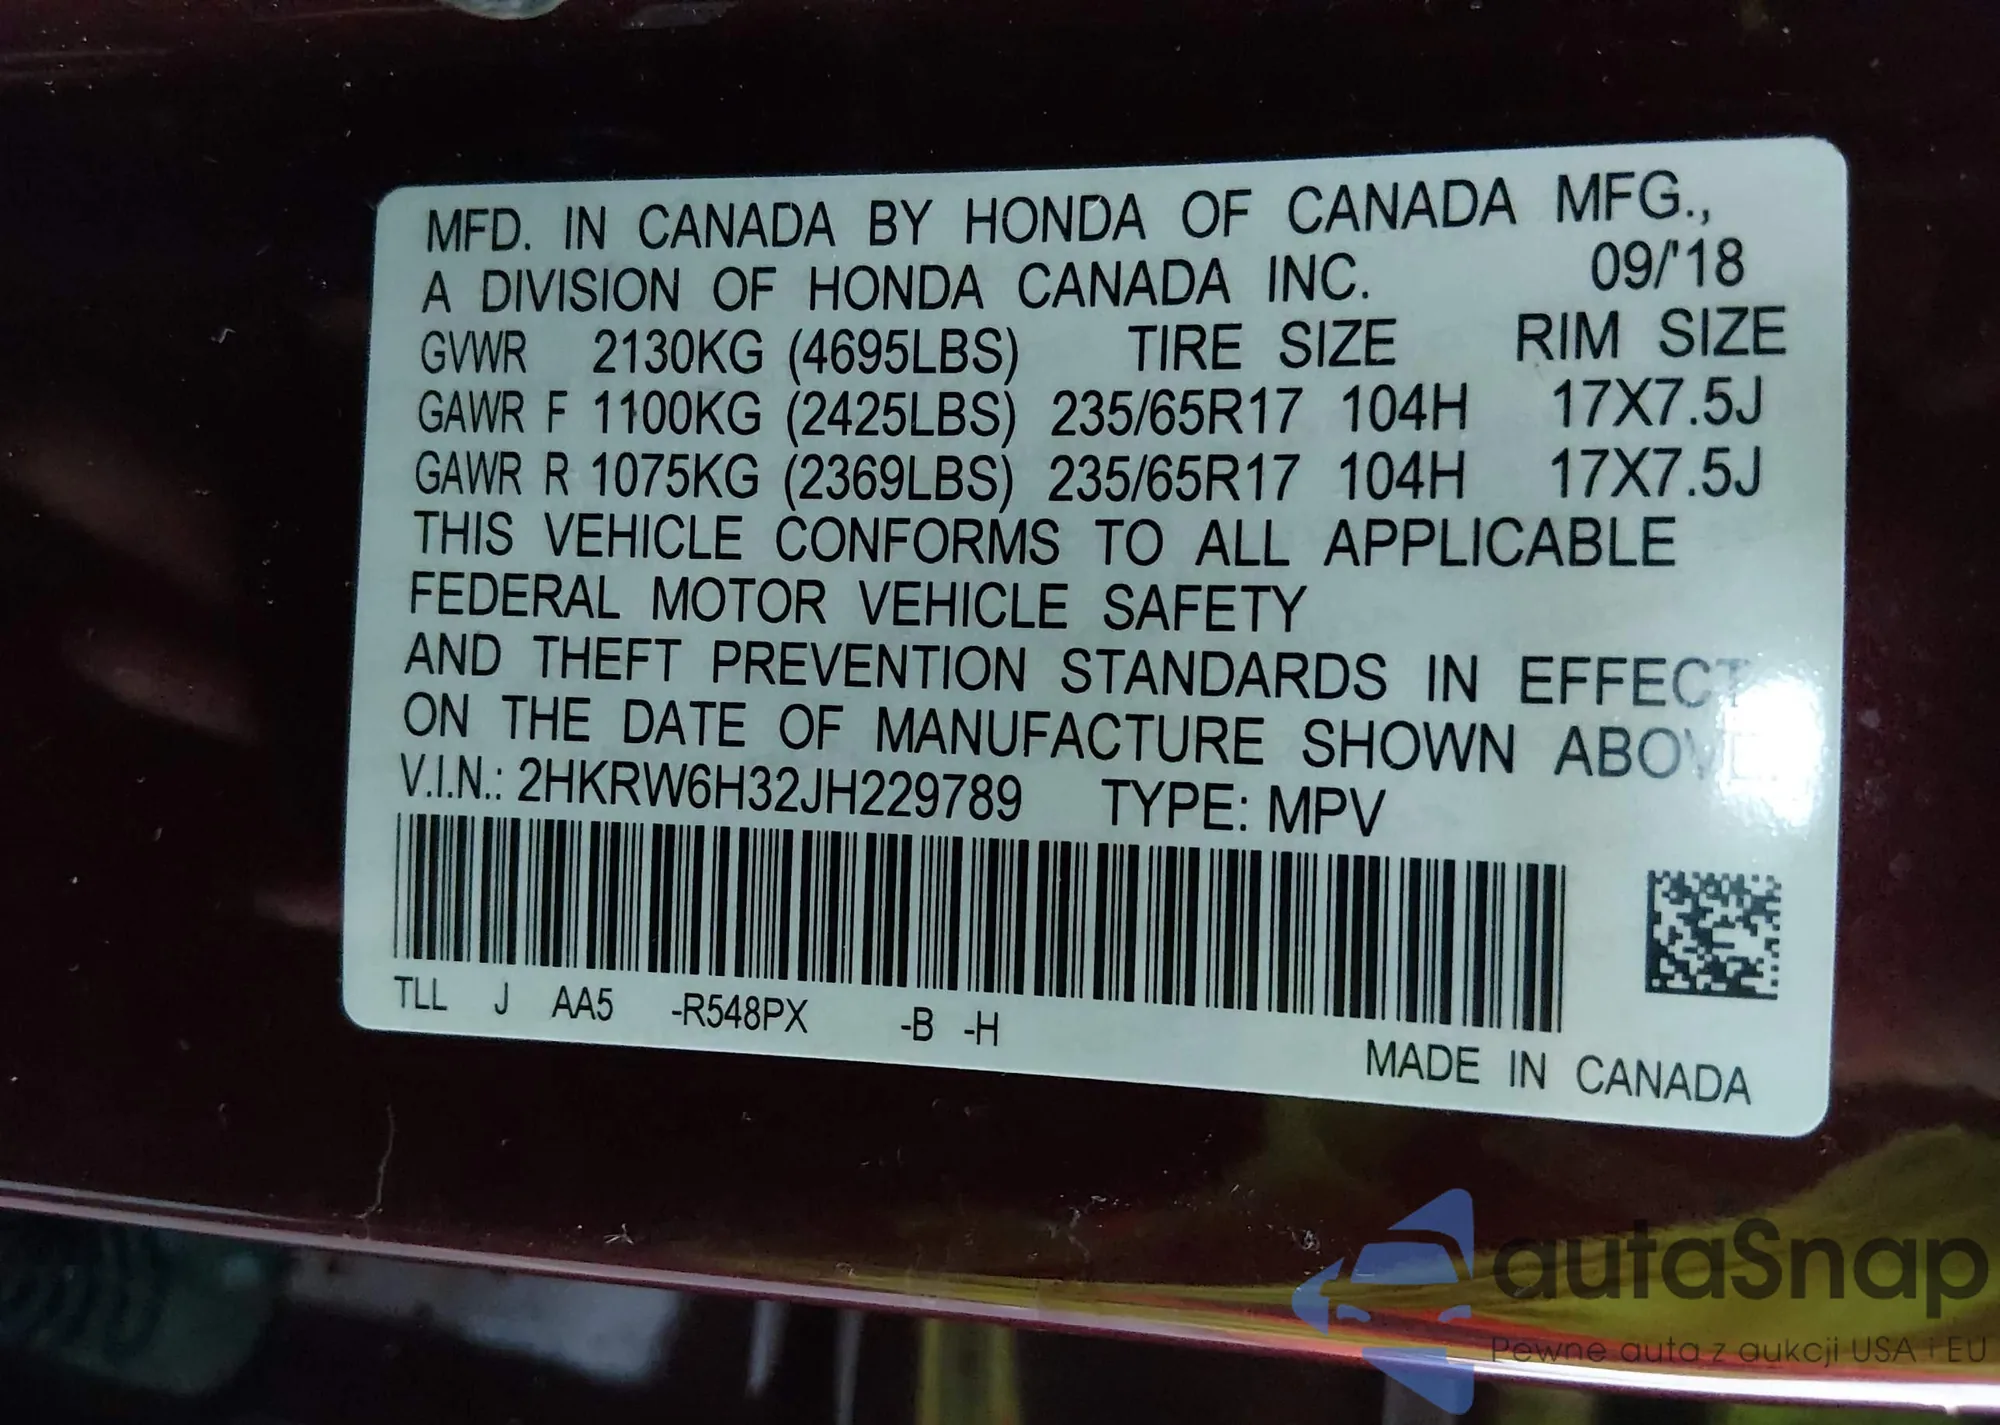 MFD. IN CANADA BY HONDA OF CANADA MFG.,
A DIVISION OF HONDA CANADA INC. 09/'18
GVWR 2130KG (4695LBS) TIRE SIZE RIM SIZE
GAWR F 1100KG (2425LBS) 235/65R17 104H 17X7.5J
GAWR R 1075KG (2369LBS) 235/65R17 104H 17X7.5J
THIS VEHICLE CONFORMS TO ALL APPLICABLE
FEDERAL MOTOR VEHICLE SAFETY
AND THEFT PREVENTION STANDARDS IN EFFECT
ON THE DATE OF MANUFACTURE SHOWN ABOVE.
V.I.N.: 2HKRW6H32JH229789 TYPE: MPV
TLL J AA5 -R548PX -B -H
MADE IN CANADA
autaSnap
Pewne auta z aukcji USA i EU